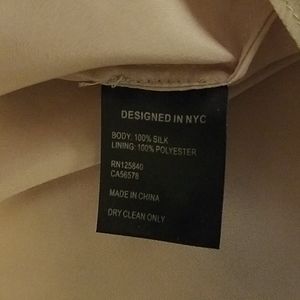 DESIGNED IN NYC
BODY: 100% SILK
LINING: 100% POLYESTER
RN125840
CA56578
MADE IN CHINA
DRY CLEAN ONLY